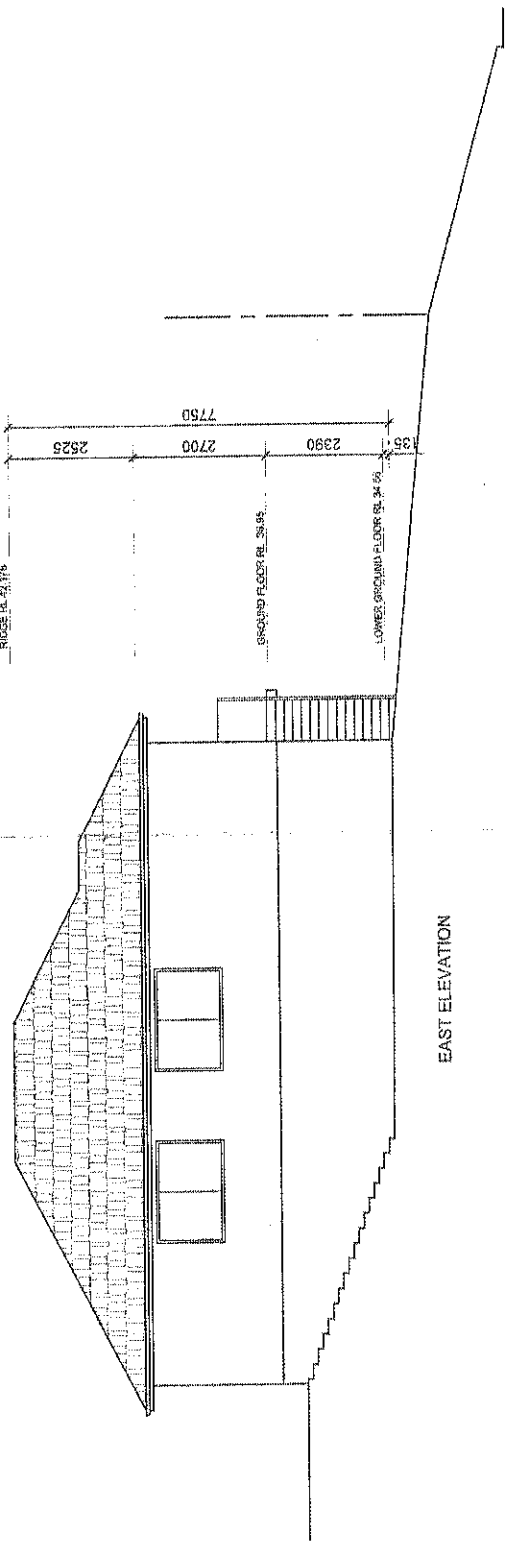 RIDGE RL 42.175
2525
7750
2700
GROUND FLOOR RL 36.95
2390
LOWER GROUND FLOOR RL 34.56
135
EAST ELEVATION